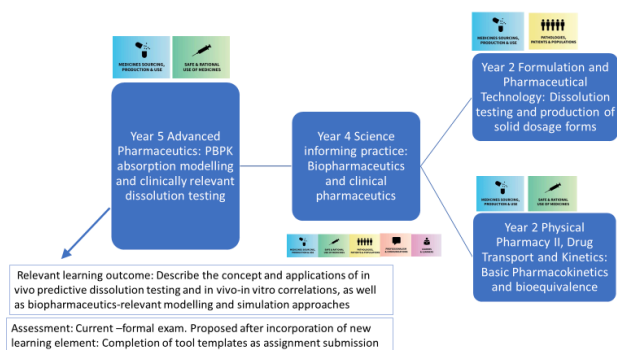 MEDICINES SOURCING,
PRODUCTION & USE
PATHOLOGIES,
PATIENTS & POPULATIONS
MEDICINES SOURCING,
PRODUCTION & USE
SAFE & RATIONAL
USE OF MEDICINES
Year 2 Formulation and
Pharmaceutical
Technology: Dissolution
testing and production of
solid dosage forms
Year 5 Advanced
Pharmaceutics: PBPK
absorption modelling
and clinically relevant
dissolution testing
Year 4 Science
informing practice:
Biopharmaceutics
and clinical
pharmaceutics
MEDICINES SOURCING,
PRODUCTION & USE
SAFE & RATIONAL
USE OF MEDICINES
Year 2 Physical
Pharmacy II, Drug
Transport and Kinetics:
Basic Pharmacokinetics
and bioequivalence
Relevant learning outcome: Describe the concept and applications of in
vivo predictive dissolution testing and in vivo-in vitro correlations, as well
as biopharmaceutics-relevant modelling and simulation approaches
Assessment: Current –formal exam. Proposed after incorporation of new
learning element: Completion of tool templates as assignment submission